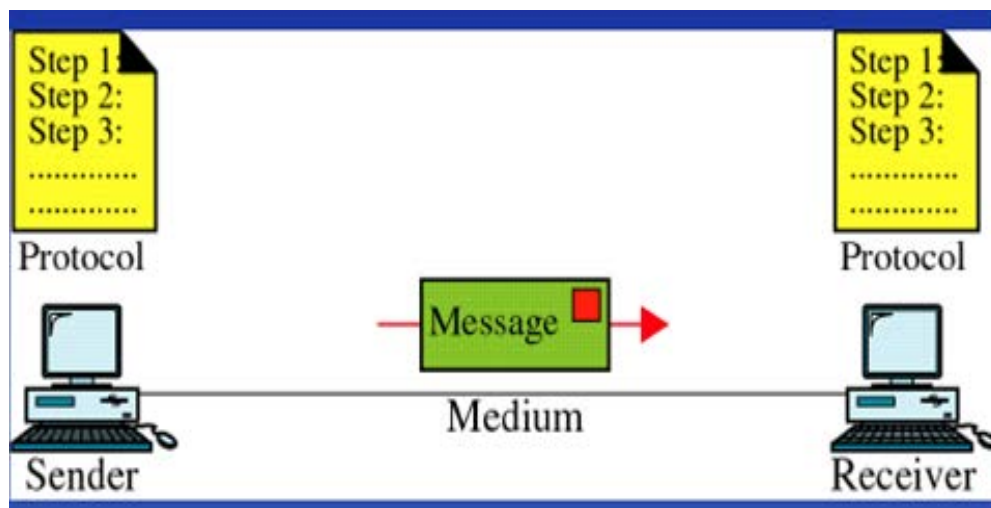 Step 1:
Step 2:
Step 3:
.............
.............
Protocol
Step 1:
Step 2:
Step 3:
.............
.............
Protocol
Message
Medium
Sender
Receiver